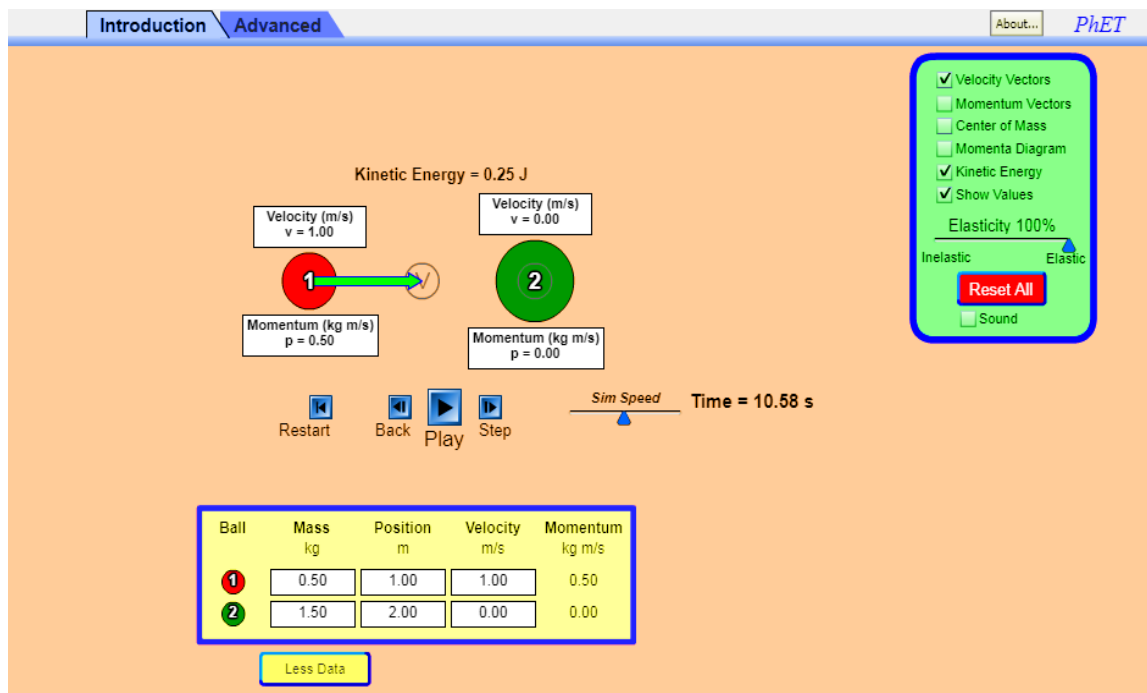 Introduction Advanced About... PhET
Velocity Vectors
Momentum Vectors
Center of Mass
Momenta Diagram
Kinetic Energy
Show Values
Elasticity 100%
Inelastic Elastic
Reset All
Sound
Kinetic Energy = 0.25 J
Velocity (m/s)
v = 1.00
Velocity (m/s)
v = 0.00
1 V 2
Momentum (kg m/s)
p = 0.50
Momentum (kg m/s)
p = 0.00
Restart Back Play Step
Sim Speed Time = 10.58 s
Ball Mass Position Velocity Momentum
kg m m/s kg m/s
1 0.50 1.00 1.00 0.50
2 1.50 2.00 0.00 0.00
Less Data